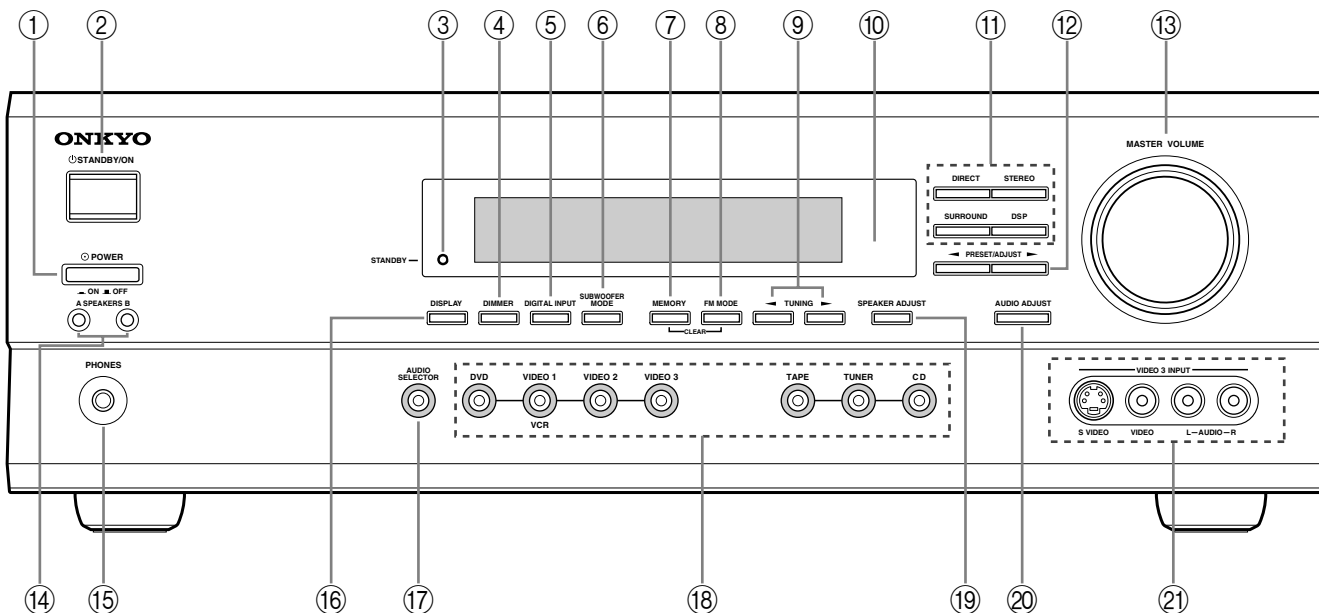 ① ② ③ ④ ⑤ ⑥ ⑦ ⑧ ⑨ ⑩ ⑪ ⑫ ⑬
ONKYO
STANDBY/ON
MASTER VOLUME
DIRECT STEREO
SURROUND DSP
POWER
STANDBY
PRESET/ADJUST
ON OFF
A SPEAKERS B
DISPLAY DIMMER DIGITAL INPUT SUBWOOFER MODE MEMORY FM MODE TUNING SPEAKER ADJUST AUDIO ADJUST
CLEAR
PHONES
AUDIO SELECTOR
DVD VIDEO 1 VIDEO 2 VIDEO 3 TAPE TUNER CD
VCR
VIDEO 3 INPUT
S VIDEO VIDEO L AUDIO R
⑭ ⑮ ⑯ ⑰ ⑱ ⑲ ⑳ ㉑